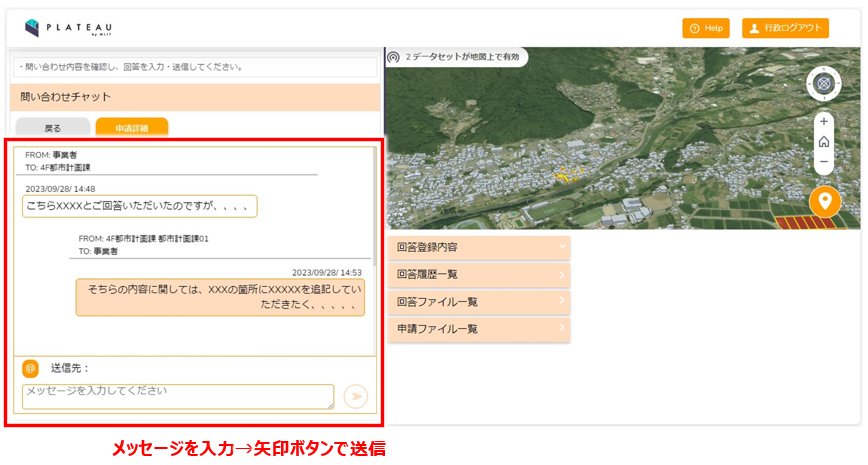 PLATEAU
by MLIT
Help
行政ログアウト
・問い合わせ内容を確認し、回答を入力・送信してください。
2 データセットが地図上で有効
問い合わせチャット
戻る
申請詳細
FROM: 事業者
TO: 4F都市計画課
2023/09/28/ 14:48
こちらXXXXとご回答いただいたのですが、、、、
FROM: 4F都市計画課 都市計画課01
TO: 事業者
2023/09/28/ 14:53
そちらの内容に関しては、XXXの箇所にXXXXXを追記してい
ただきたく、、、、、
@ 送信先：
メッセージを入力してください
回答登録内容
回答履歴一覧
回答ファイル一覧
申請ファイル一覧
メッセージを入力→矢印ボタンで送信